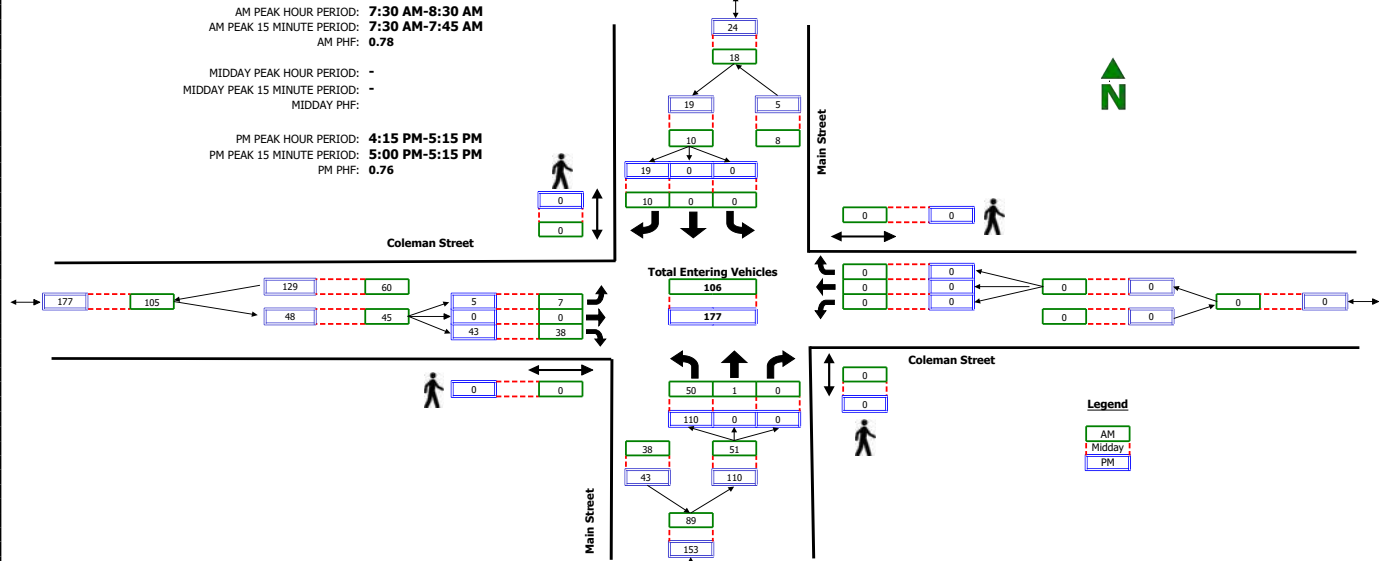 AM PEAK HOUR PERIOD: 7:30 AM-8:30 AM
AM PEAK 15 MINUTE PERIOD: 7:30 AM-7:45 AM
AM PHF: 0.78
MIDDAY PEAK HOUR PERIOD: -
MIDDAY PEAK 15 MINUTE PERIOD: -
MIDDAY PHF:
PM PEAK HOUR PERIOD: 4:15 PM-5:15 PM
PM PEAK 15 MINUTE PERIOD: 5:00 PM-5:15 PM
PM PHF: 0.76
24
18
19 5
10 8
19 0 0
10 0 0
Main Street
N
0
0
0 0
Coleman Street
Total Entering Vehicles
106
177
177 105
129 60
48 45
5 7
0 0
43 38
0 0
0 0
0 0
0 0
0 0
0 0
Coleman Street
0 0
50 1 0
110 0 0
38 51
43 110
89
153
Main Street
0
0
Legend
AM
Midday
PM